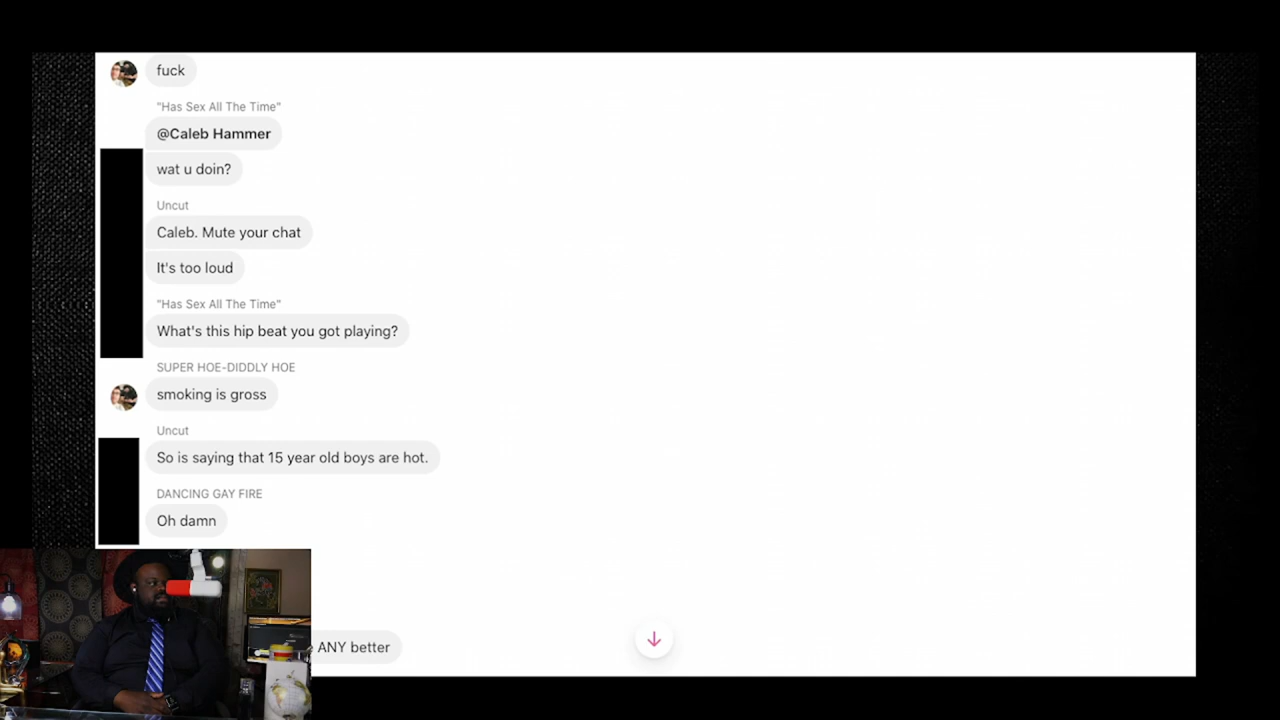 fuck
"Has Sex All The Time"
@Caleb Hammer
wat u doin?
Uncut
Caleb. Mute your chat
It's too loud
"Has Sex All The Time"
What's this hip beat you got playing?
SUPER HOE-DIDDLY HOE
smoking is gross
Uncut
So is saying that 15 year old boys are hot.
DANCING GAY FIRE
Oh damn
ANY better